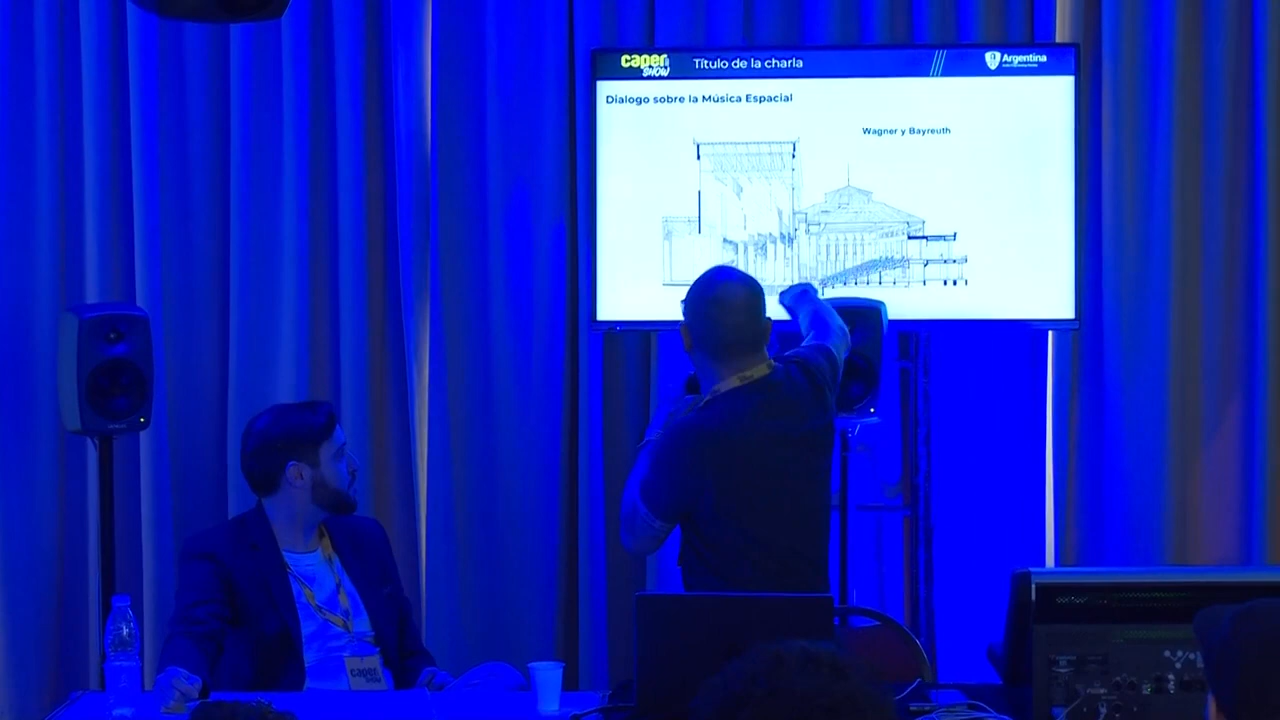 caper SHOW
Título de la charla
Argentina
Dialogo sobre la Música Espacial
Wagner y Bayreuth
caper SHOW